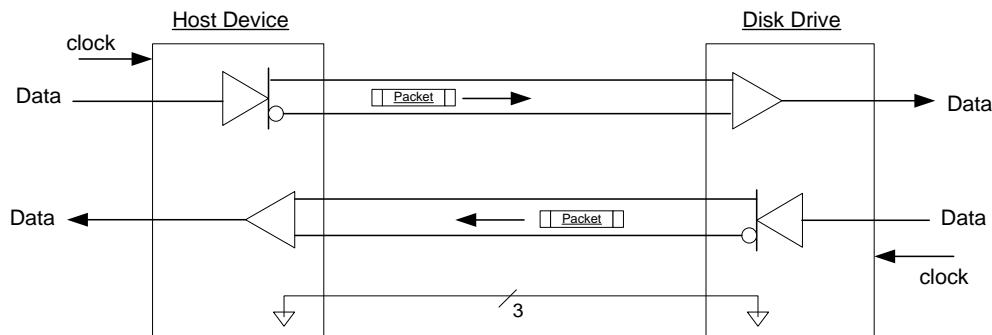 Host Device
Disk Drive
clock
Data
Packet
Data
Data
Packet
Data
clock
3